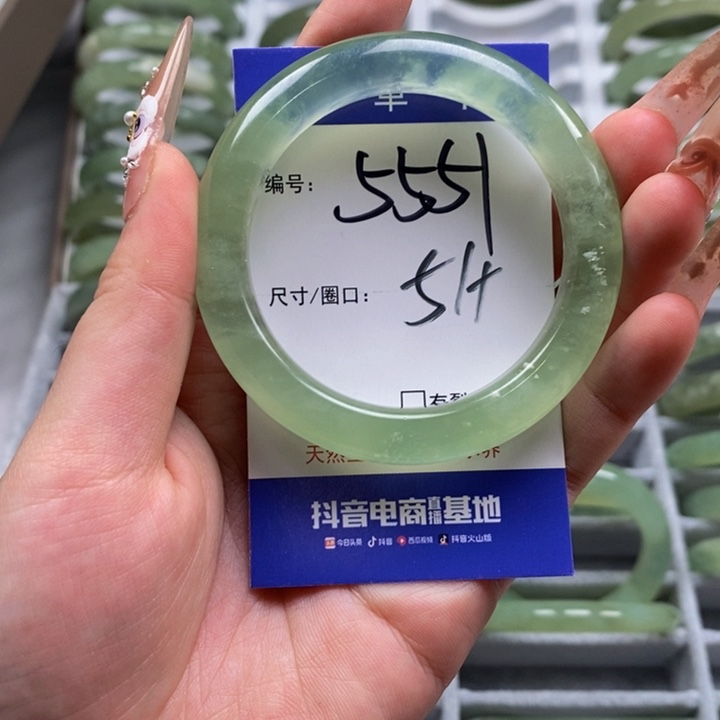 编号: 5551
尺寸/圈口: 54
抖音电商直播基地
今日头条 抖音 西瓜视频 抖音火山版